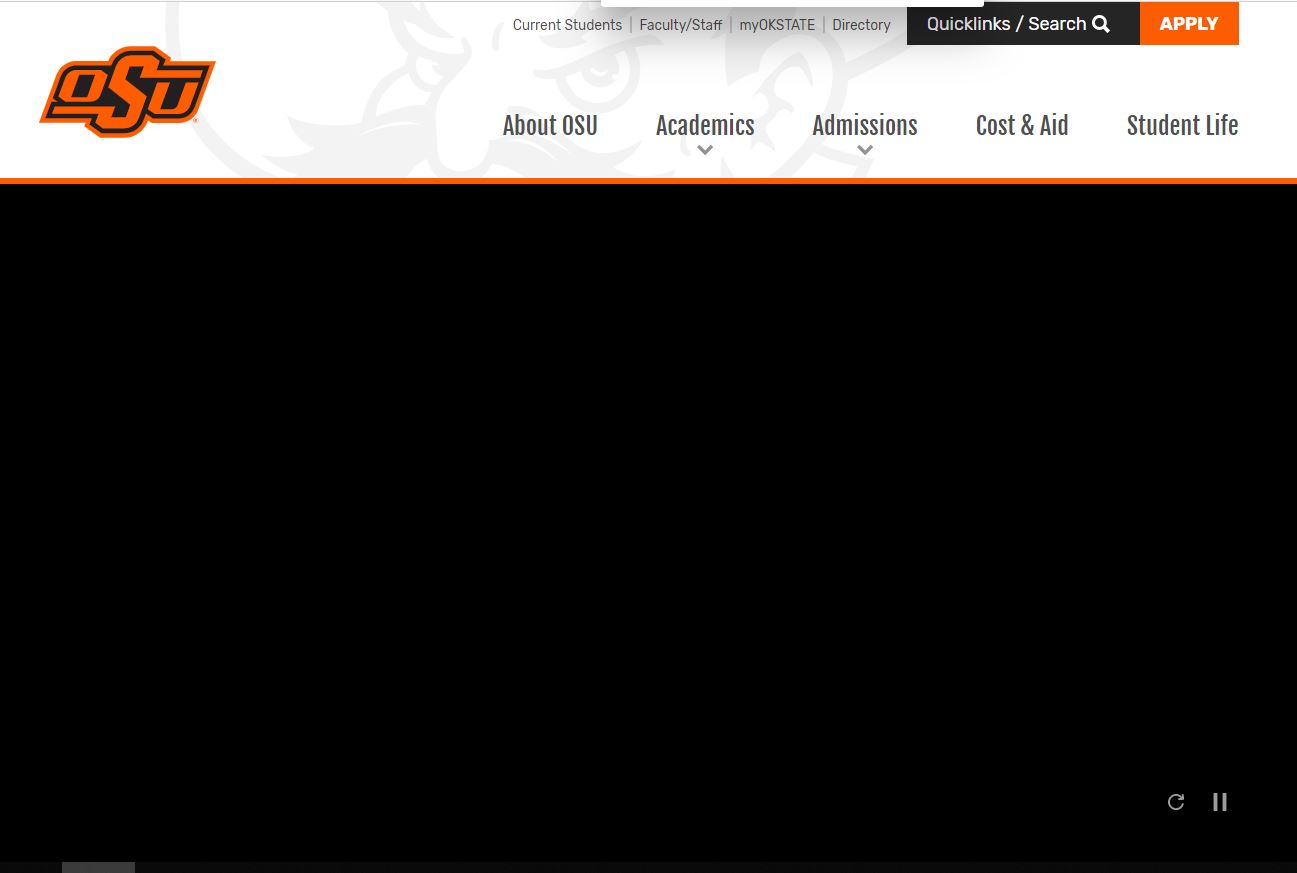 Current Students | Faculty/Staff | myOKSTATE | Directory
Quicklinks / Search
APPLY
OSU
About OSU
Academics
Admissions
Cost & Aid
Student Life